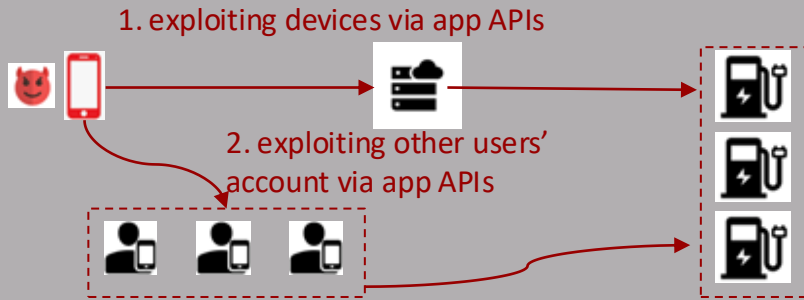 1. exploiting devices via app APIs
2. exploiting other users’
account via app APIs